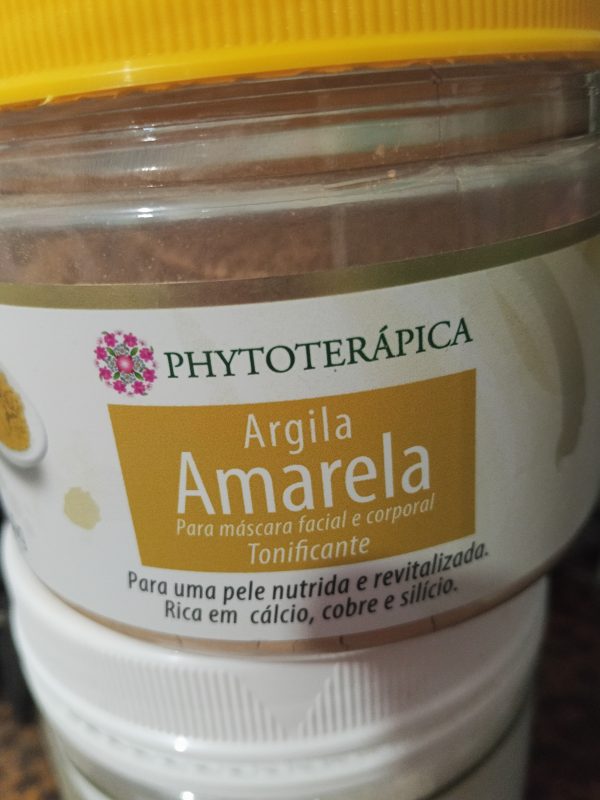 PHYTOTERÁPICA
Argila
Amarela
Para máscara facial e corporal
Tonificante
Para uma pele nutrida e revitalizada.
Rica em cálcio, cobre e silício.